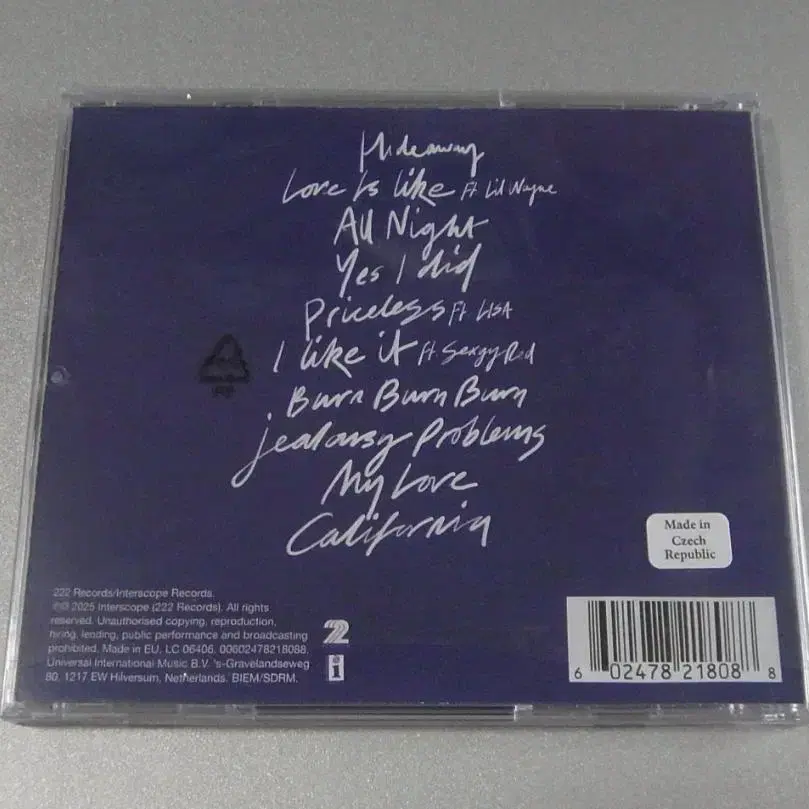 Hideaway
Love Is Like Ft Lil Wayne
All Night
Yes I did
Priceless Ft LISA
I like it ft. Sexyy Red
Burn Burn Burn
Jealousy Problems
My Love
California
Made in
Czech
Republic
222 Records/Interscope Records.
℗© 2025 Interscope (222 Records). All rights
reserved. Unauthorised copying, reproduction,
hiring, lending, public performance and broadcasting
prohibited. Made in EU. LC 06406. 00602478218088.
Universal International Music B.V. 's-Gravelandseweg
80, 1217 EW Hilversum, Netherlands. BIEM/SDRM.
2
i
6 02478 21808 8